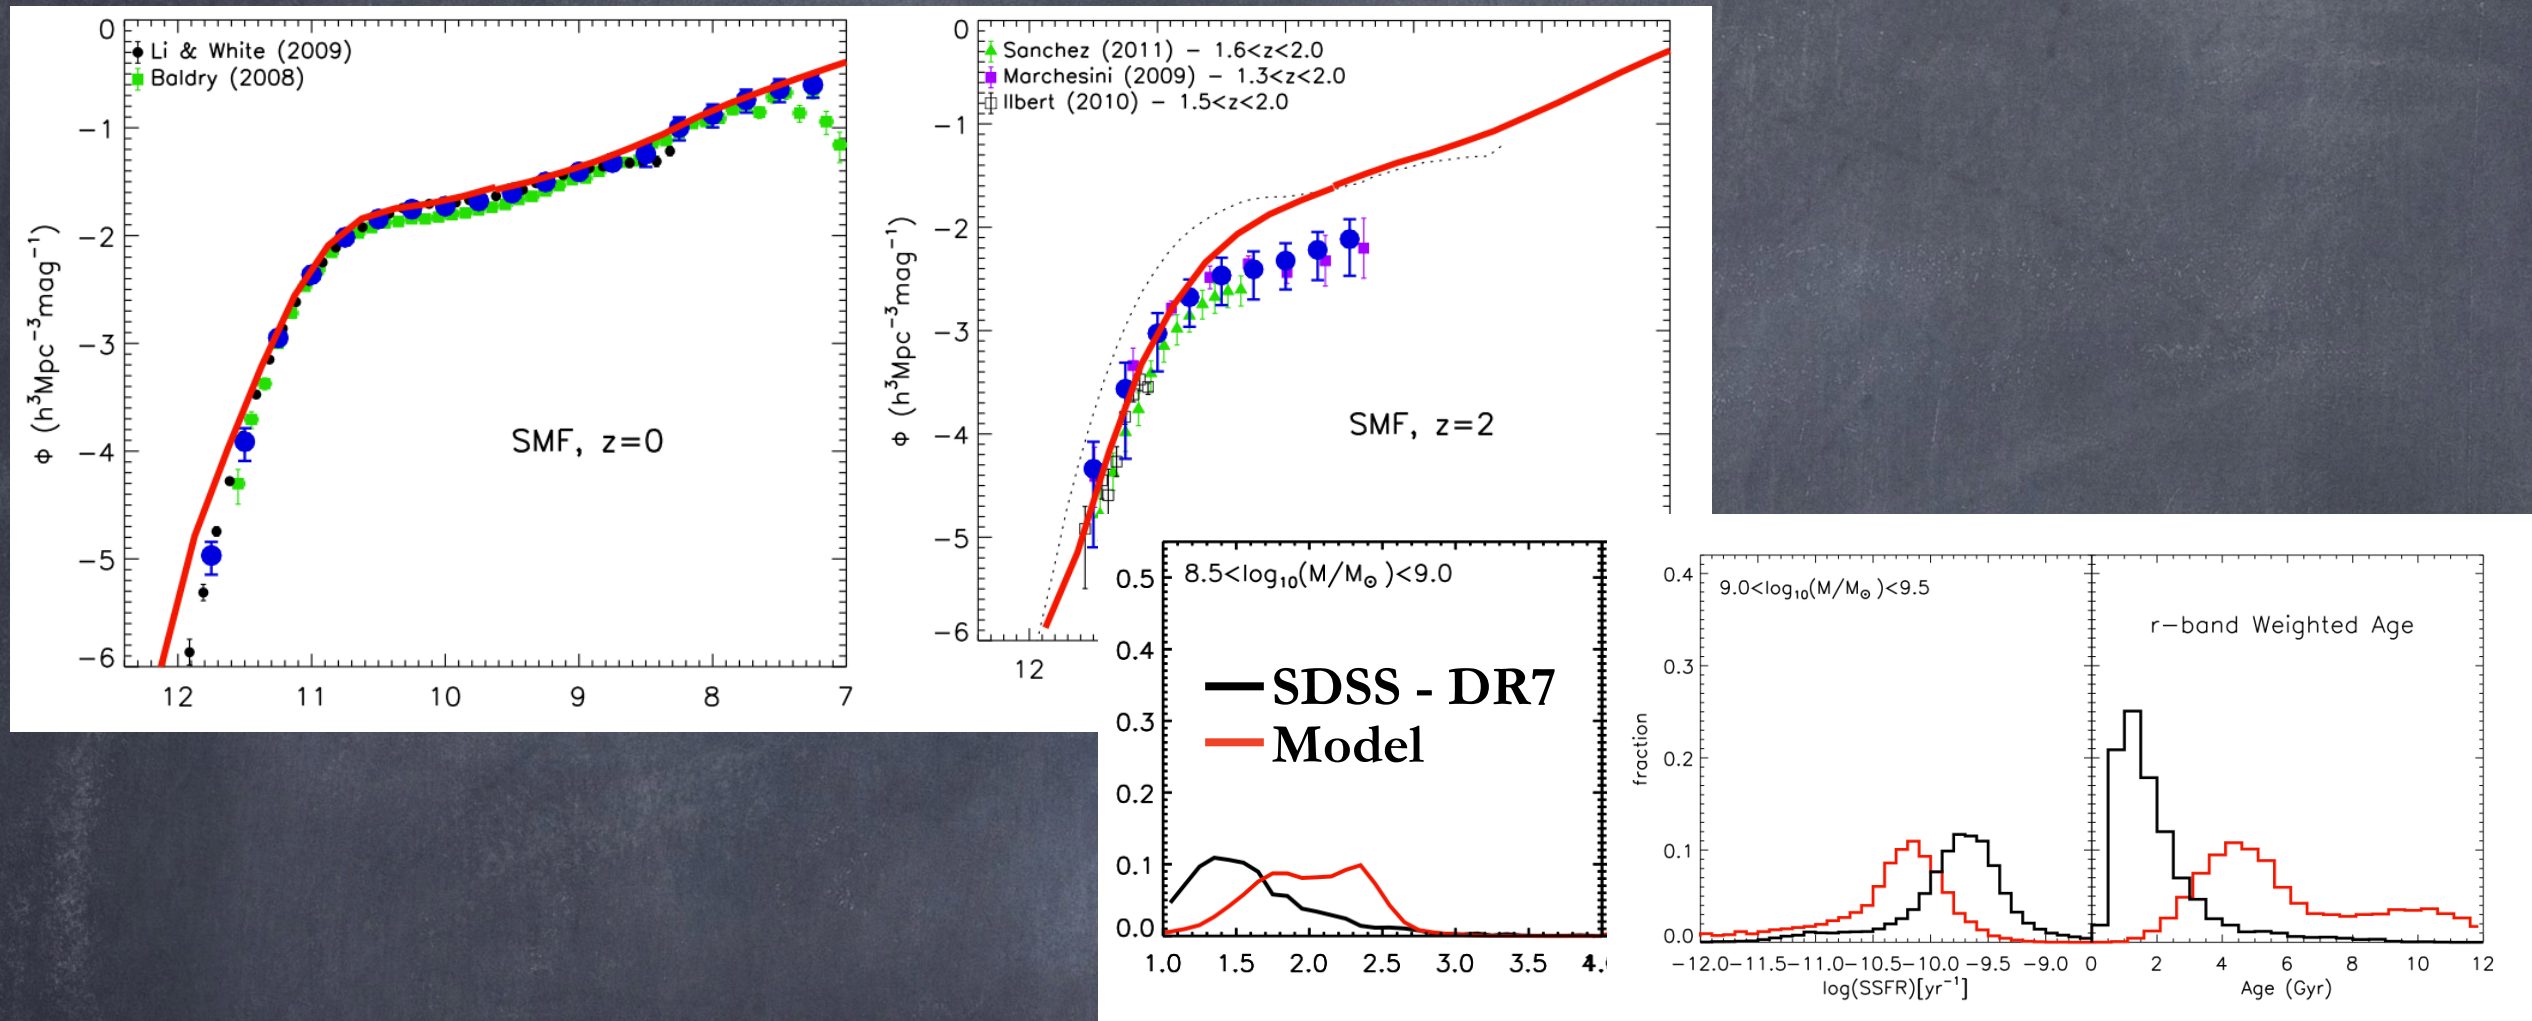 Li & White (2009)
Baldry (2008)
0
−1
−2
−3
−4
−5
−6
Φ (h³Mpc⁻³mag⁻¹)
SMF, z=0
12 11 10 9 8 7
Sanchez (2011) − 1.6<z<2.0
Marchesini (2009) − 1.3<z<2.0
Ilbert (2010) − 1.5<z<2.0
0
−1
−2
−3
−4
−5
−6
Φ (h³Mpc⁻³mag⁻¹)
SMF, z=2
12
8.5<log₁₀(M/M⊙)<9.0
0.5
0.4
0.3
0.2
0.1
0.0
SDSS - DR7
Model
1.0 1.5 2.0 2.5 3.0 3.5
9.0<log₁₀(M/M⊙)<9.5
0.4
0.3
0.2
0.1
0.0
fraction
−12.0−11.5−11.0−10.5−10.0 −9.5 −9.0
log(SSFR)[yr⁻¹]
r−band Weighted Age
0 2 4 6 8 10 12
Age (Gyr)